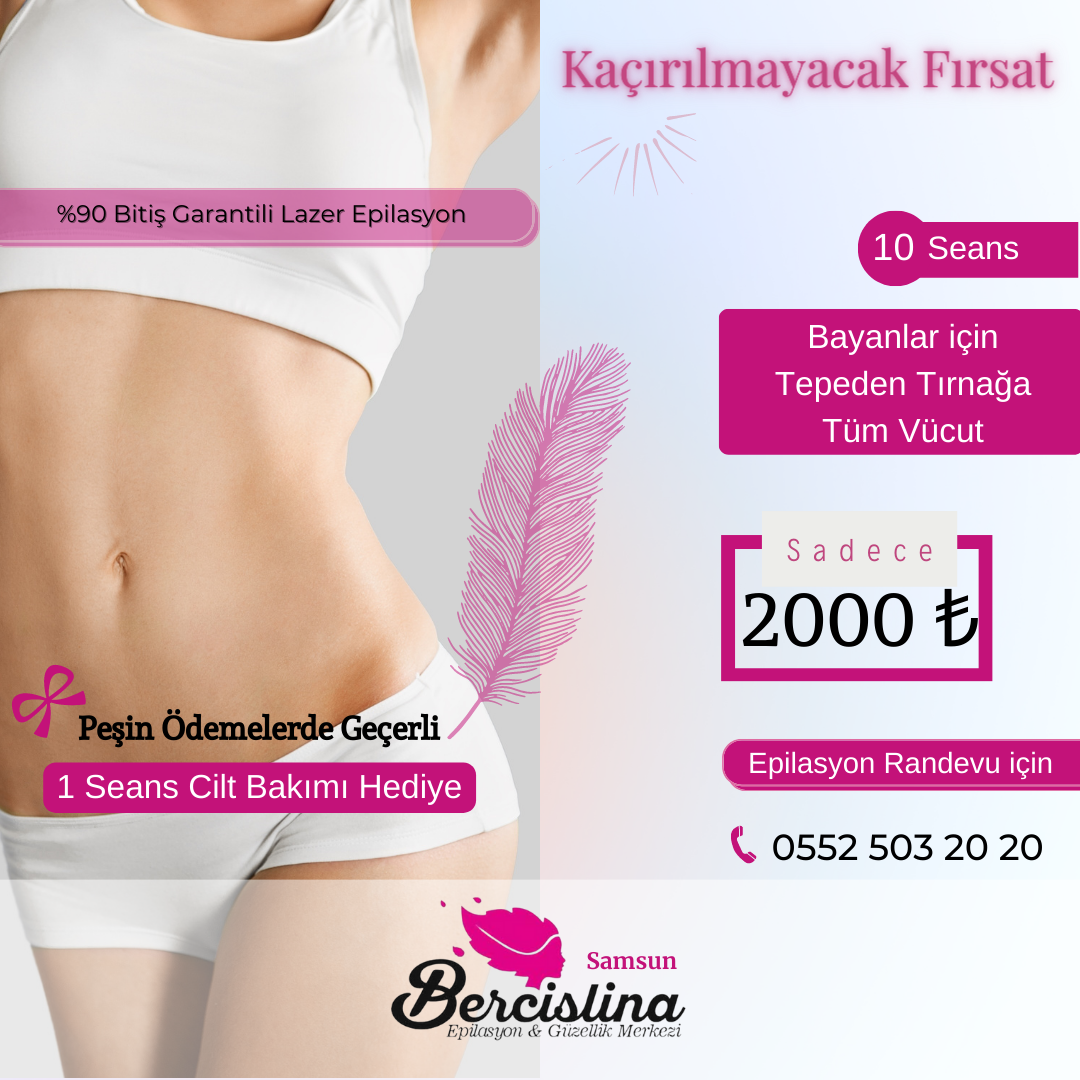 Kaçırılmayacak Fırsat
%90 Bitiş Garantili Lazer Epilasyon
10 Seans
Bayanlar için
Tepeden Tırnağa
Tüm Vücut
Sadece
2000 ₺
Peşin Ödemelerde Geçerli
1 Seans Cilt Bakımı Hediye
Epilasyon Randevu için
0552 503 20 20
Samsun
Bercislina
Epilasyon & Güzellik Merkezi